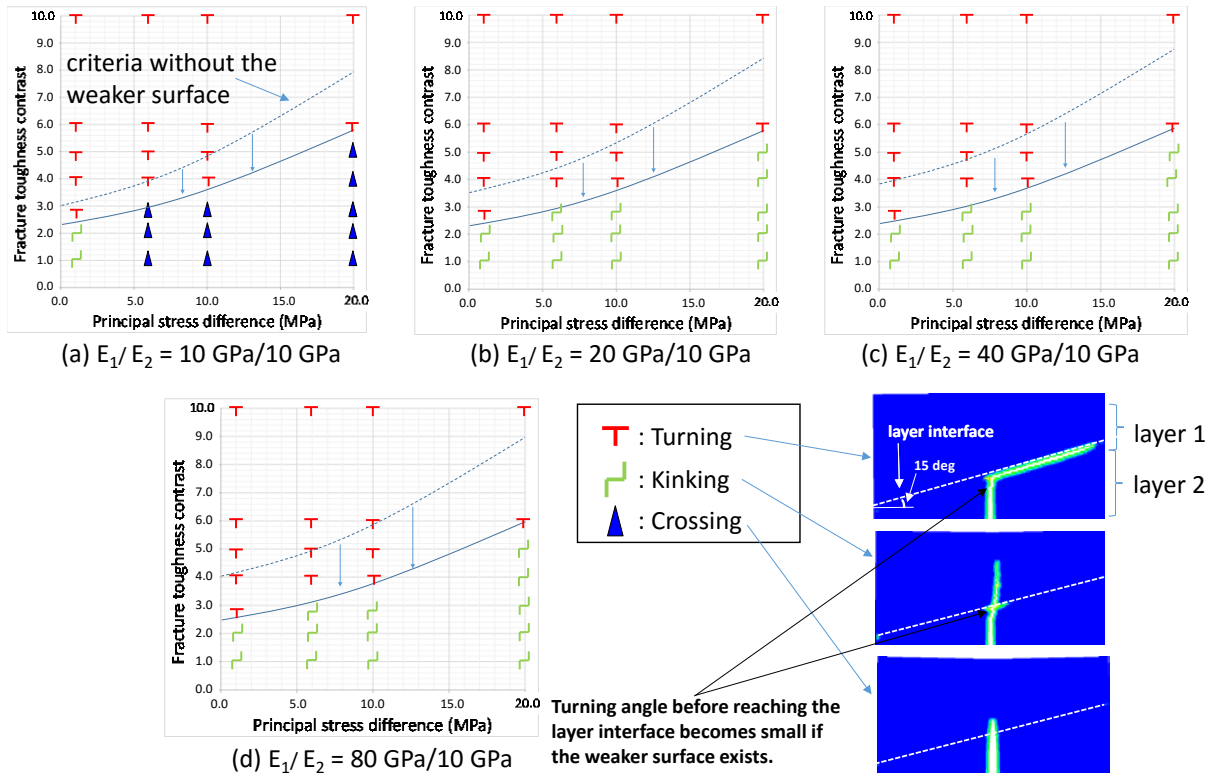 10.0
9.0
8.0
7.0
6.0
5.0
4.0
3.0
2.0
1.0
0.0
Fracture toughness contrast
criteria without the
weaker surface
0.0 5.0 10.0 15.0 20.0
Principal stress difference (MPa)
(a) E₁/ E₂ = 10 GPa/10 GPa
10.0
9.0
8.0
7.0
6.0
5.0
4.0
3.0
2.0
1.0
0.0
Fracture toughness contrast
0.0 5.0 10.0 15.0 20.0
Principal stress difference (MPa)
(b) E₁/ E₂ = 20 GPa/10 GPa
10.0
9.0
8.0
7.0
6.0
5.0
4.0
3.0
2.0
1.0
0.0
Fracture toughness contrast
0.0 5.0 10.0 15.0 20.0
Principal stress difference (MPa)
(c) E₁/ E₂ = 40 GPa/10 GPa
10.0
9.0
8.0
7.0
6.0
5.0
4.0
3.0
2.0
1.0
0.0
Fracture toughness contrast
0.0 5.0 10.0 15.0 20.0
Principal stress difference (MPa)
(d) E₁/ E₂ = 80 GPa/10 GPa
: Turning
: Kinking
: Crossing
layer interface
15 deg
layer 1
layer 2
Turning angle before reaching the
layer interface becomes small if
the weaker surface exists.